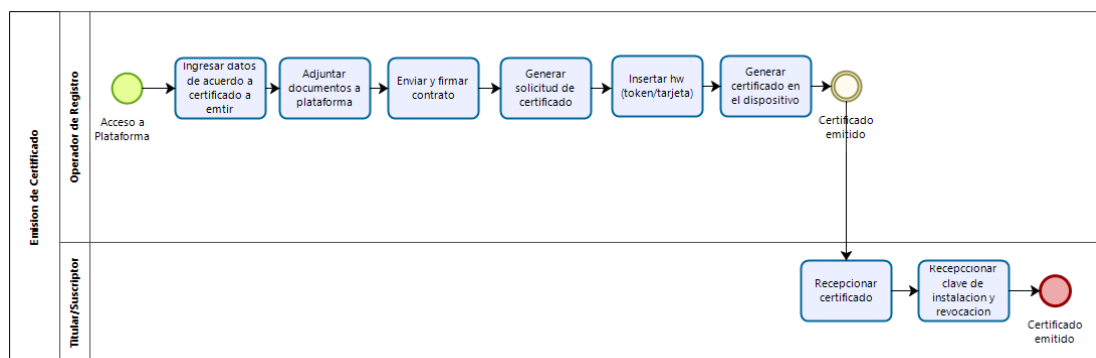 Emision de Certificado
Operador de Registro
Acceso a
Plataforma
Ingresar datos
de acuerdo a
certificado a
emtir
Adjuntar
documentos a
plataforma
Enviar y firmar
contrato
Generar
solicitud de
certificado
Insertar hw
(token/tarjeta)
Generar
certificado en
el dispositivo
Certificado
emitido
Titular/Suscriptor
Recepcionar
certificado
Recepccionar
clave de
instalacion y
revocacion
Certificado
emitido